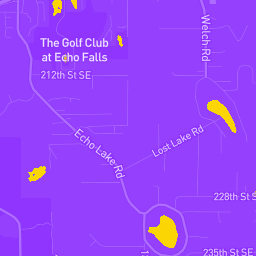 Welch Rd
The Golf Club
at Echo Falls
212th St SE
Lost Lake Rd
Echo Lake Rd
228th St S
235th St SE